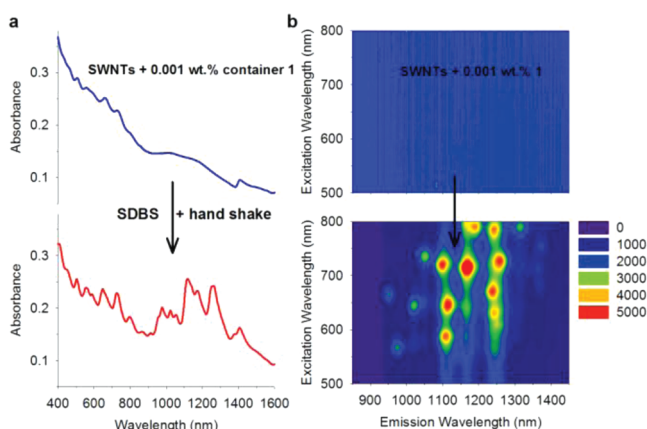 a
b
SWNTs + 0.001 wt.% container 1
Absorbance
0.3
0.2
0.1
SDBS + hand shake
Absorbance
0.3
0.2
0.1
400 600 800 1000 1200 1400 1600
Wavelength (nm)
SWNTs + 0.001 wt.% 1
Excitation Wavelength (nm)
800
700
600
500
Excitation Wavelength (nm)
800
700
600
500
900 1000 1100 1200 1300 1400
Emission Wavelength (nm)
0
1000
2000
3000
4000
5000